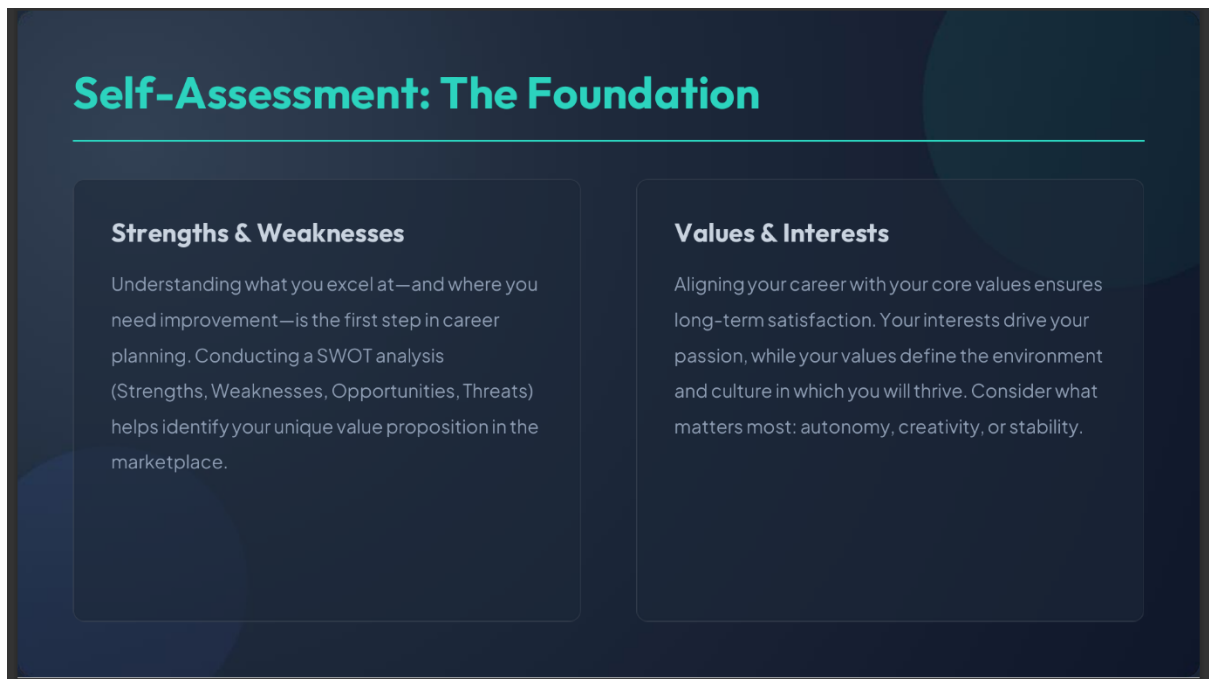 Self-Assessment: The Foundation
Strengths & Weaknesses
Understanding what you excel at—and where you
need improvement—is the first step in career
planning. Conducting a SWOT analysis
(Strengths, Weaknesses, Opportunities, Threats)
helps identify your unique value proposition in the
marketplace.
Values & Interests
Aligning your career with your core values ensures
long-term satisfaction. Your interests drive your
passion, while your values define the environment
and culture in which you will thrive. Consider what
matters most: autonomy, creativity, or stability.